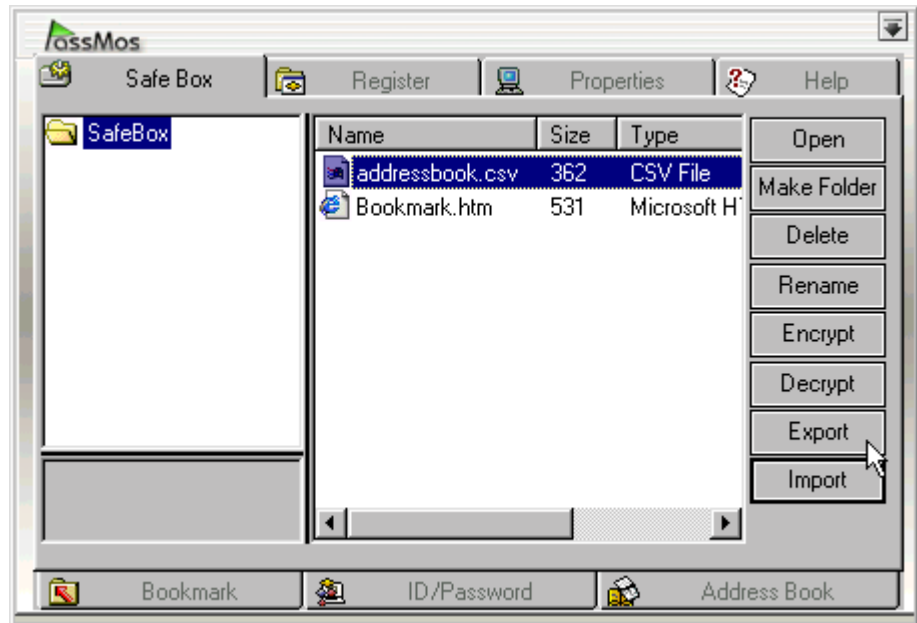 PassMos
Safe Box Register Properties Help
SafeBox
Name Size Type
addressbook.csv 362 CSV File
Bookmark.htm 531 Microsoft H
Open
Make Folder
Delete
Rename
Encrypt
Decrypt
Export
Import
Bookmark ID/Password Address Book